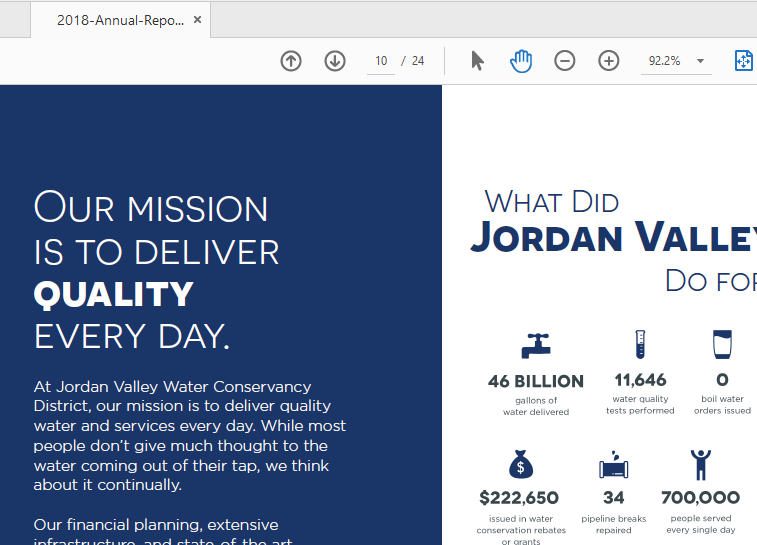 2018-Annual-Repo... ×
10 / 24
92.2%
OUR MISSION
IS TO DELIVER
QUALITY
EVERY DAY.
At Jordan Valley Water Conservancy
District, our mission is to deliver quality
water and services every day. While most
people don't give much thought to the
water coming out of their tap, we think
about it continually.
Our financial planning, extensive
infrastructure, and state-of-the-art
WHAT DID
JORDAN VALLEY
DO FOR
46 BILLION
gallons of
water delivered
11,646
water quality
tests performed
0
boil water
orders issued
$
$222,650
issued in water
conservation rebates
or grants
34
pipeline breaks
repaired
700,000
people served
every single day